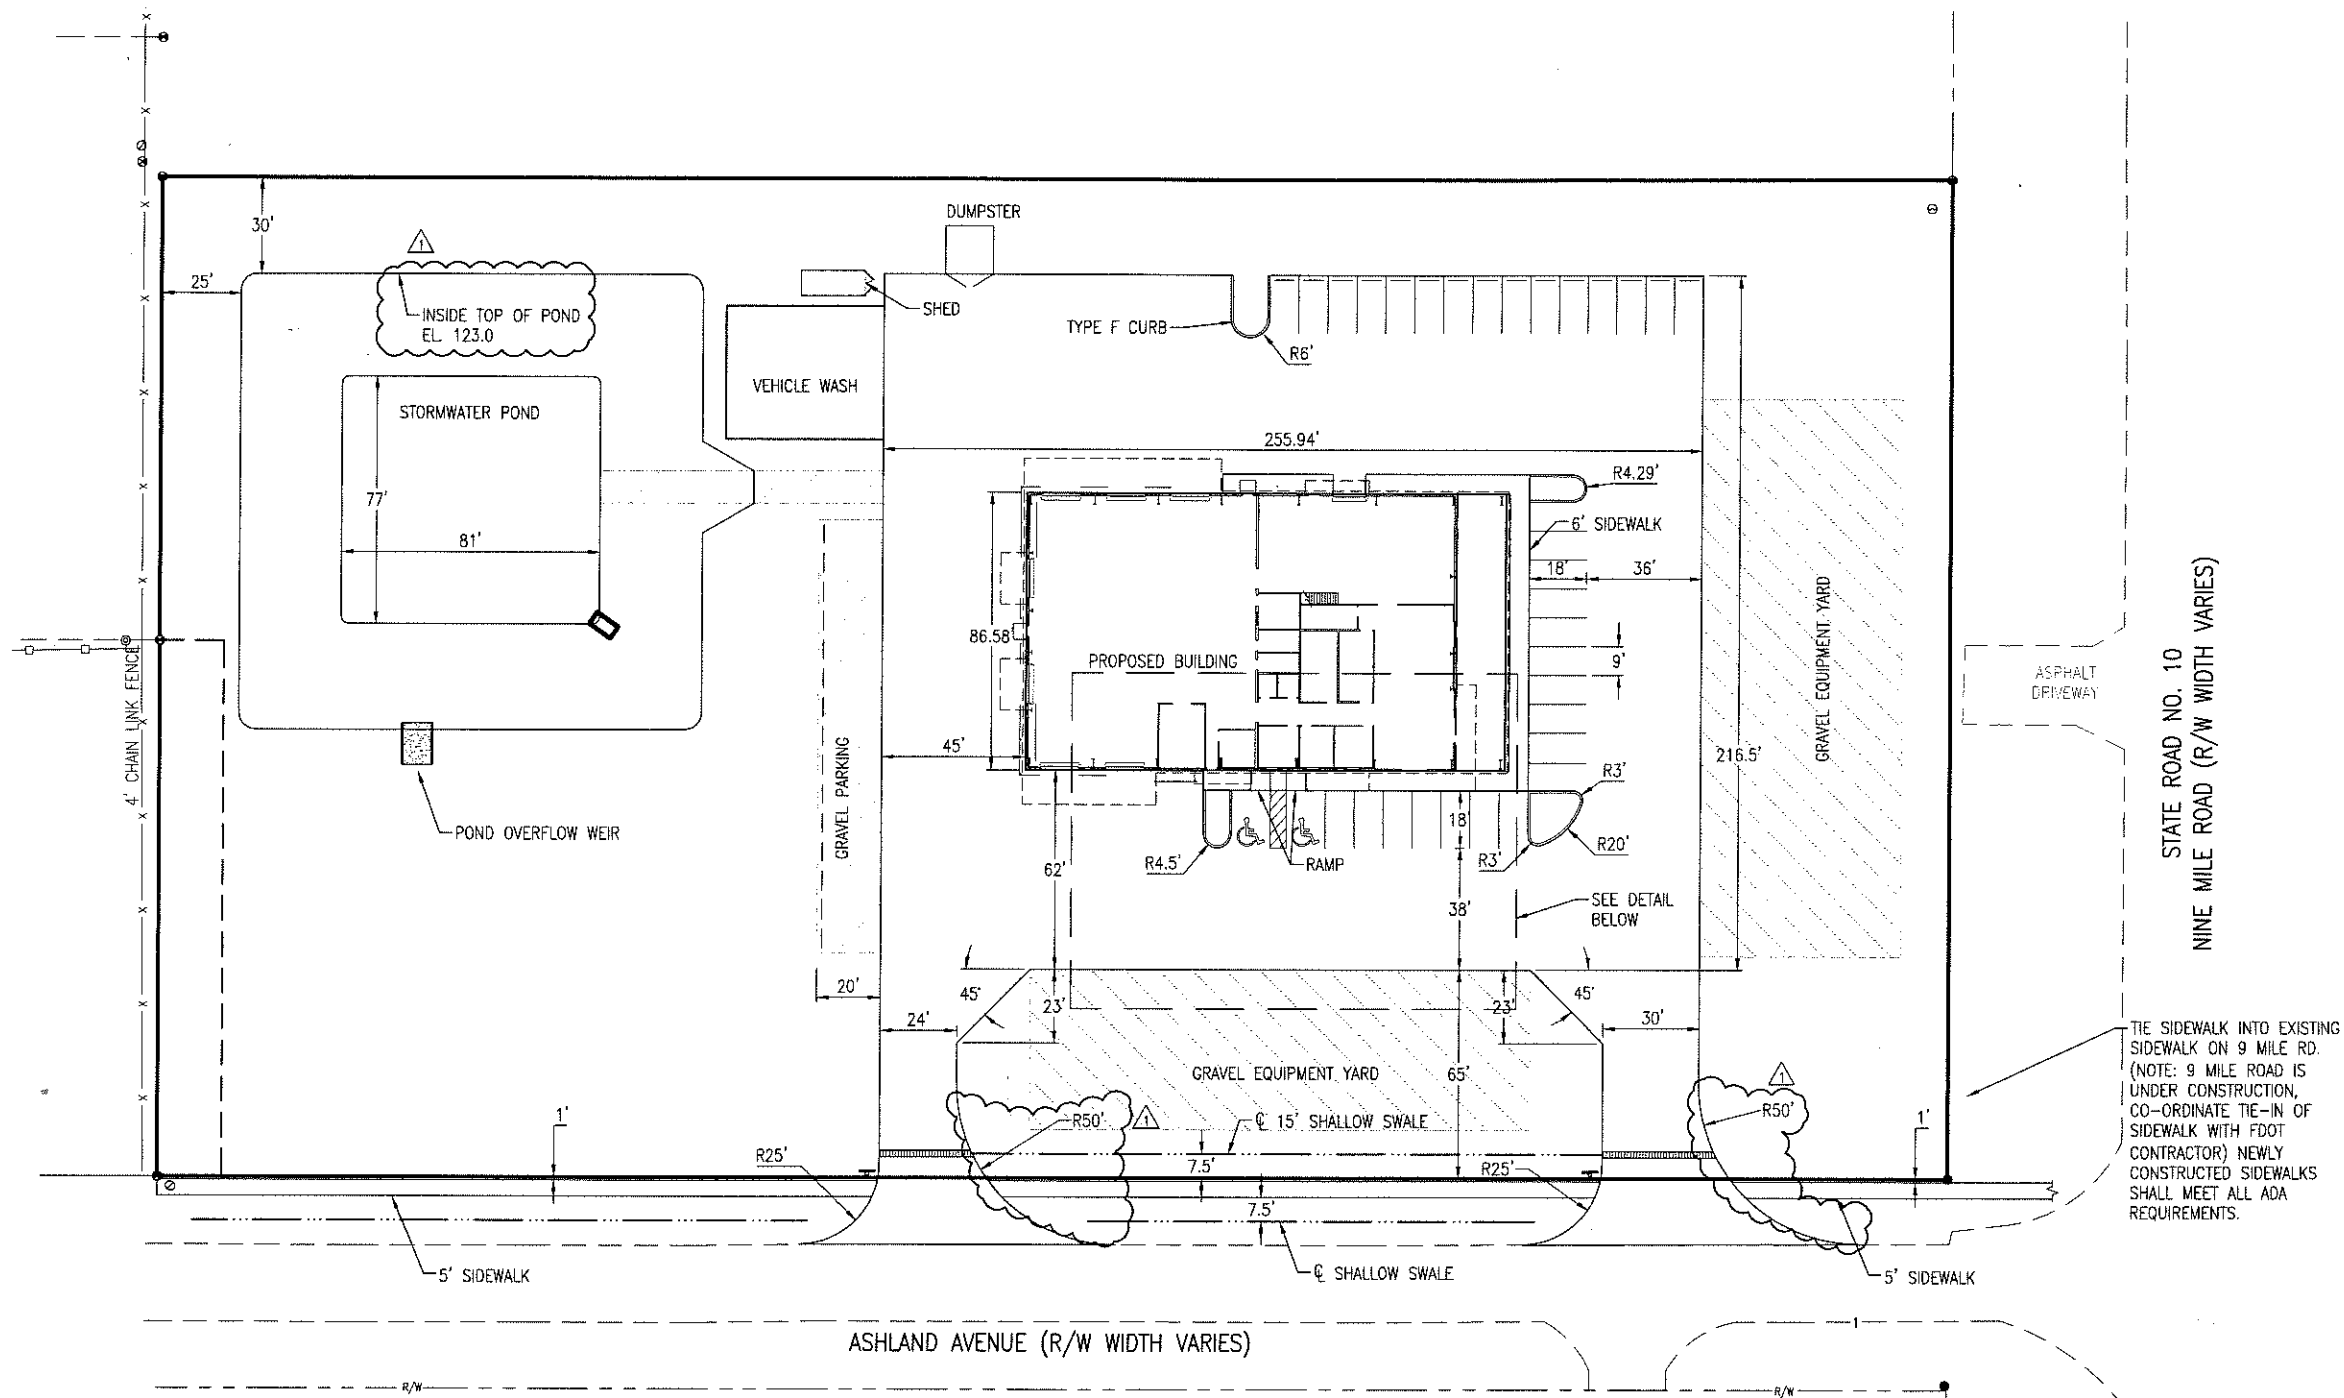 DUMPSTER
30'
1
25'
INSIDE TOP OF POND
EL. 123.0
SHED
TYPE F CURB
R6'
VEHICLE WASH
STORMWATER POND
255.94'
R4.29'
77'
6' SIDEWALK
81'
18'
36'
86.58'
PROPOSED BUILDING
9'
GRAVEL EQUIPMENT YARD
ASPHALT
DRIVEWAY
STATE ROAD NO. 10
NINE MILE ROAD (R/W WIDTH VARIES)
4' CHAIN LINK FENCE
45'
216.5'
GRAVEL PARKING
R3'
POND OVERFLOW WEIR
18'
R20'
R4.5'
RAMP
R3'
62'
38'
SEE DETAIL
BELOW
20'
45°
23'
23'
45°
24'
30'
TIE SIDEWALK INTO EXISTING
SIDEWALK ON 9 MILE RD.
(NOTE: 9 MILE ROAD IS
UNDER CONSTRUCTION,
CO-ORDINATE TIE-IN OF
SIDEWALK WITH FDOT
CONTRACTOR) NEWLY
CONSTRUCTED SIDEWALKS
SHALL MEET ALL ADA
REQUIREMENTS.
GRAVEL EQUIPMENT YARD
65'
1
1'
R50'
1
℄ 15' SHALLOW SWALE
R50'
1'
R25'
7.5'
R25'
7.5'
5' SIDEWALK
℄ SHALLOW SWALE
5' SIDEWALK
ASHLAND AVENUE (R/W WIDTH VARIES)
1
R/W
R/W